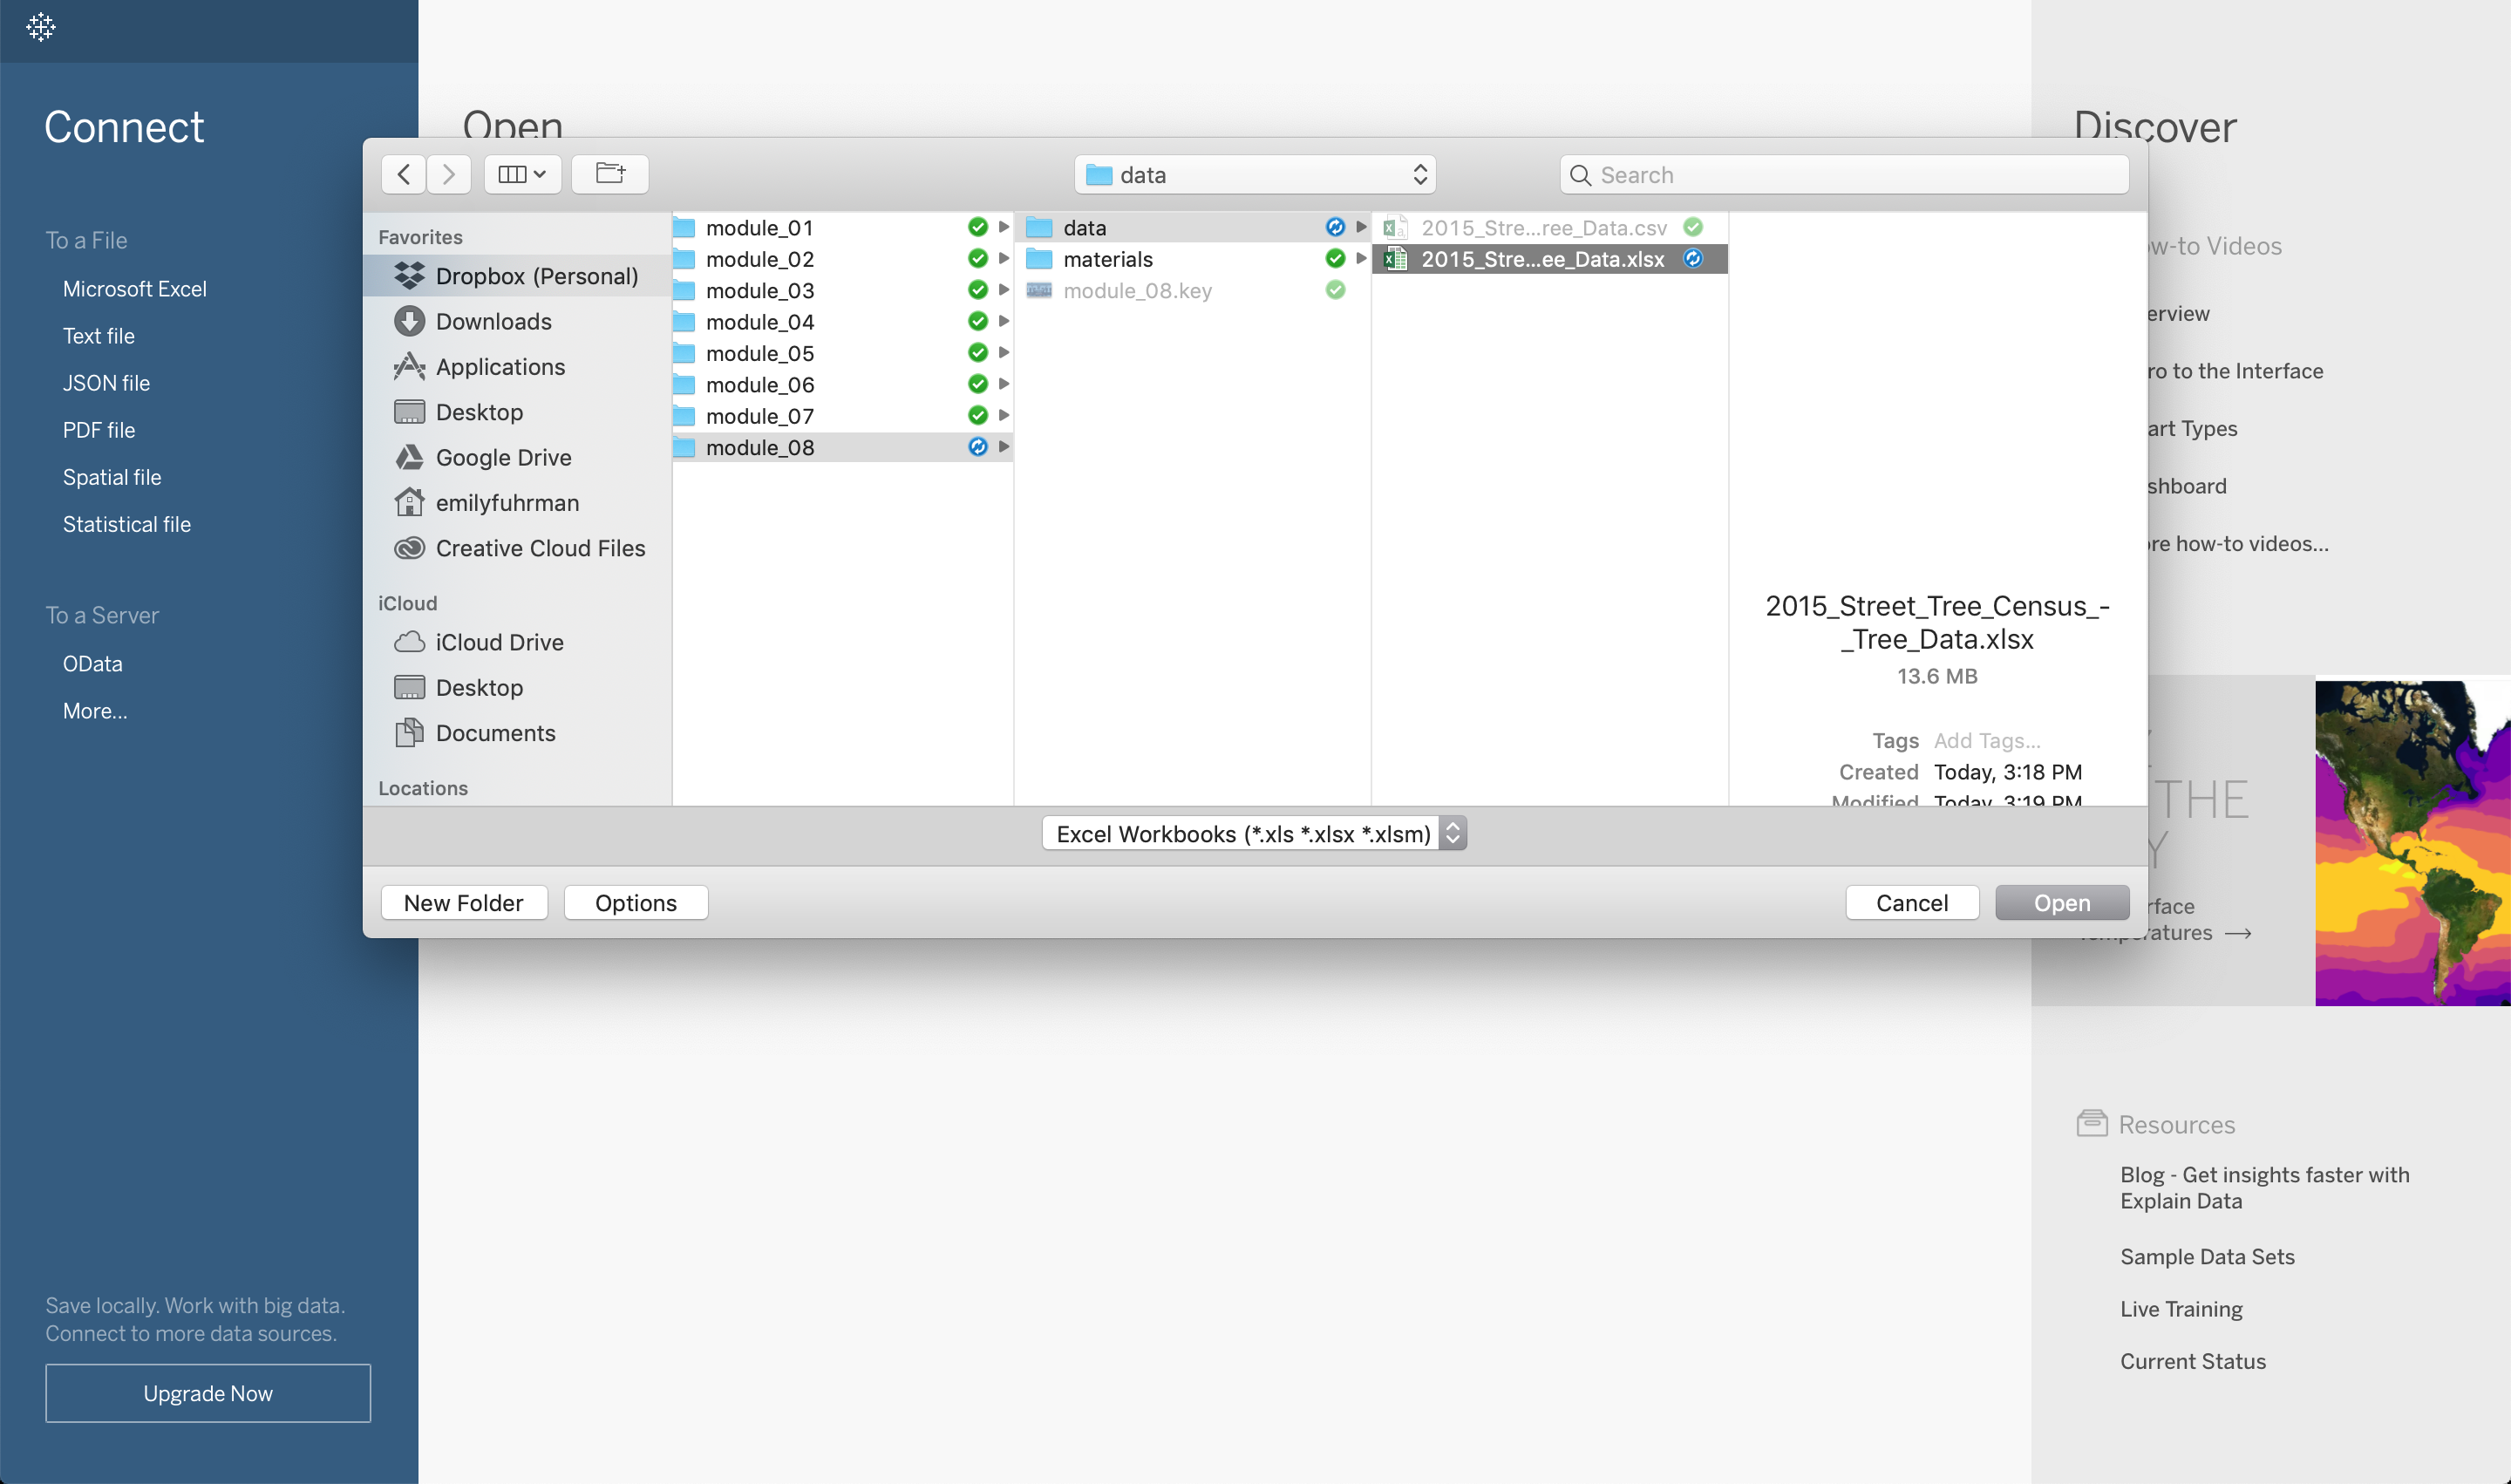 Connect
To a File
Microsoft Excel
Text file
JSON file
PDF file
Spatial file
Statistical file
To a Server
OData
More...
Save locally. Work with big data.
Connect to more data sources.
Upgrade Now
Open
data
Search
Favorites
Dropbox (Personal)
Downloads
Applications
Desktop
Google Drive
emilyfuhrman
Creative Cloud Files
iCloud
iCloud Drive
Desktop
Documents
Locations
module_01
module_02
module_03
module_04
module_05
module_06
module_07
module_08
data
materials
module_08.key
2015_Stre...ree_Data.csv
2015_Stre...ee_Data.xlsx
2015_Street_Tree_Census_-
_Tree_Data.xlsx
13.6 MB
Tags Add Tags...
Created Today, 3:18 PM
Modified Today, 3:19 PM
Excel Workbooks (*.xls *.xlsx *.xlsm)
New Folder
Options
Cancel
Open
Discover
w-to Videos
erview
ro to the Interface
art Types
shboard
re how-to videos...
THE
Y
rface
Temperatures →
Resources
Blog - Get insights faster with
Explain Data
Sample Data Sets
Live Training
Current Status